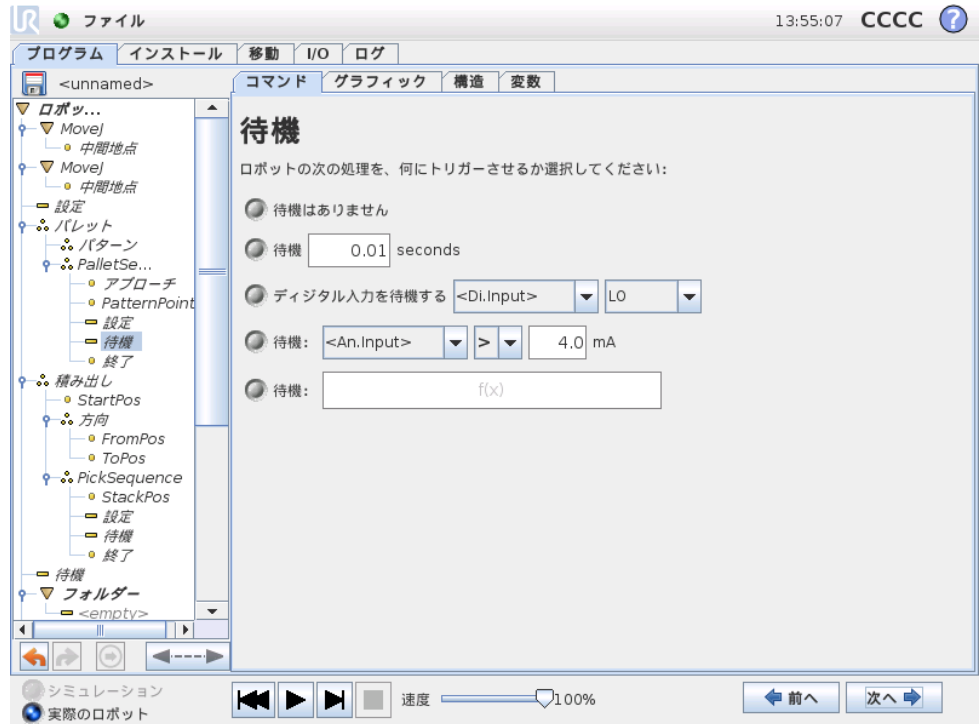 UR ファイル 13:55:07 CCCC ?
プログラム インストール 移動 I/O ログ
<unnamed>
コマンド グラフィック 構造 変数
ロボッ...
MoveJ
中間地点
MoveJ
中間地点
設定
パレット
パターン
PalletSe...
アプローチ
PatternPoint
設定
待機
終了
積み出し
StartPos
方向
FromPos
ToPos
PickSequence
StackPos
設定
待機
終了
待機
フォルダー
<empty>
待機
ロボットの次の処理を、何にトリガーさせるか選択してください:
待機はありません
待機 0.01 seconds
ディジタル入力を待機する <Di.Input> LO
待機: <An.Input> > 4.0 mA
待機: f(x)
シミュレーション
実際のロボット
速度 100%
前へ 次へ